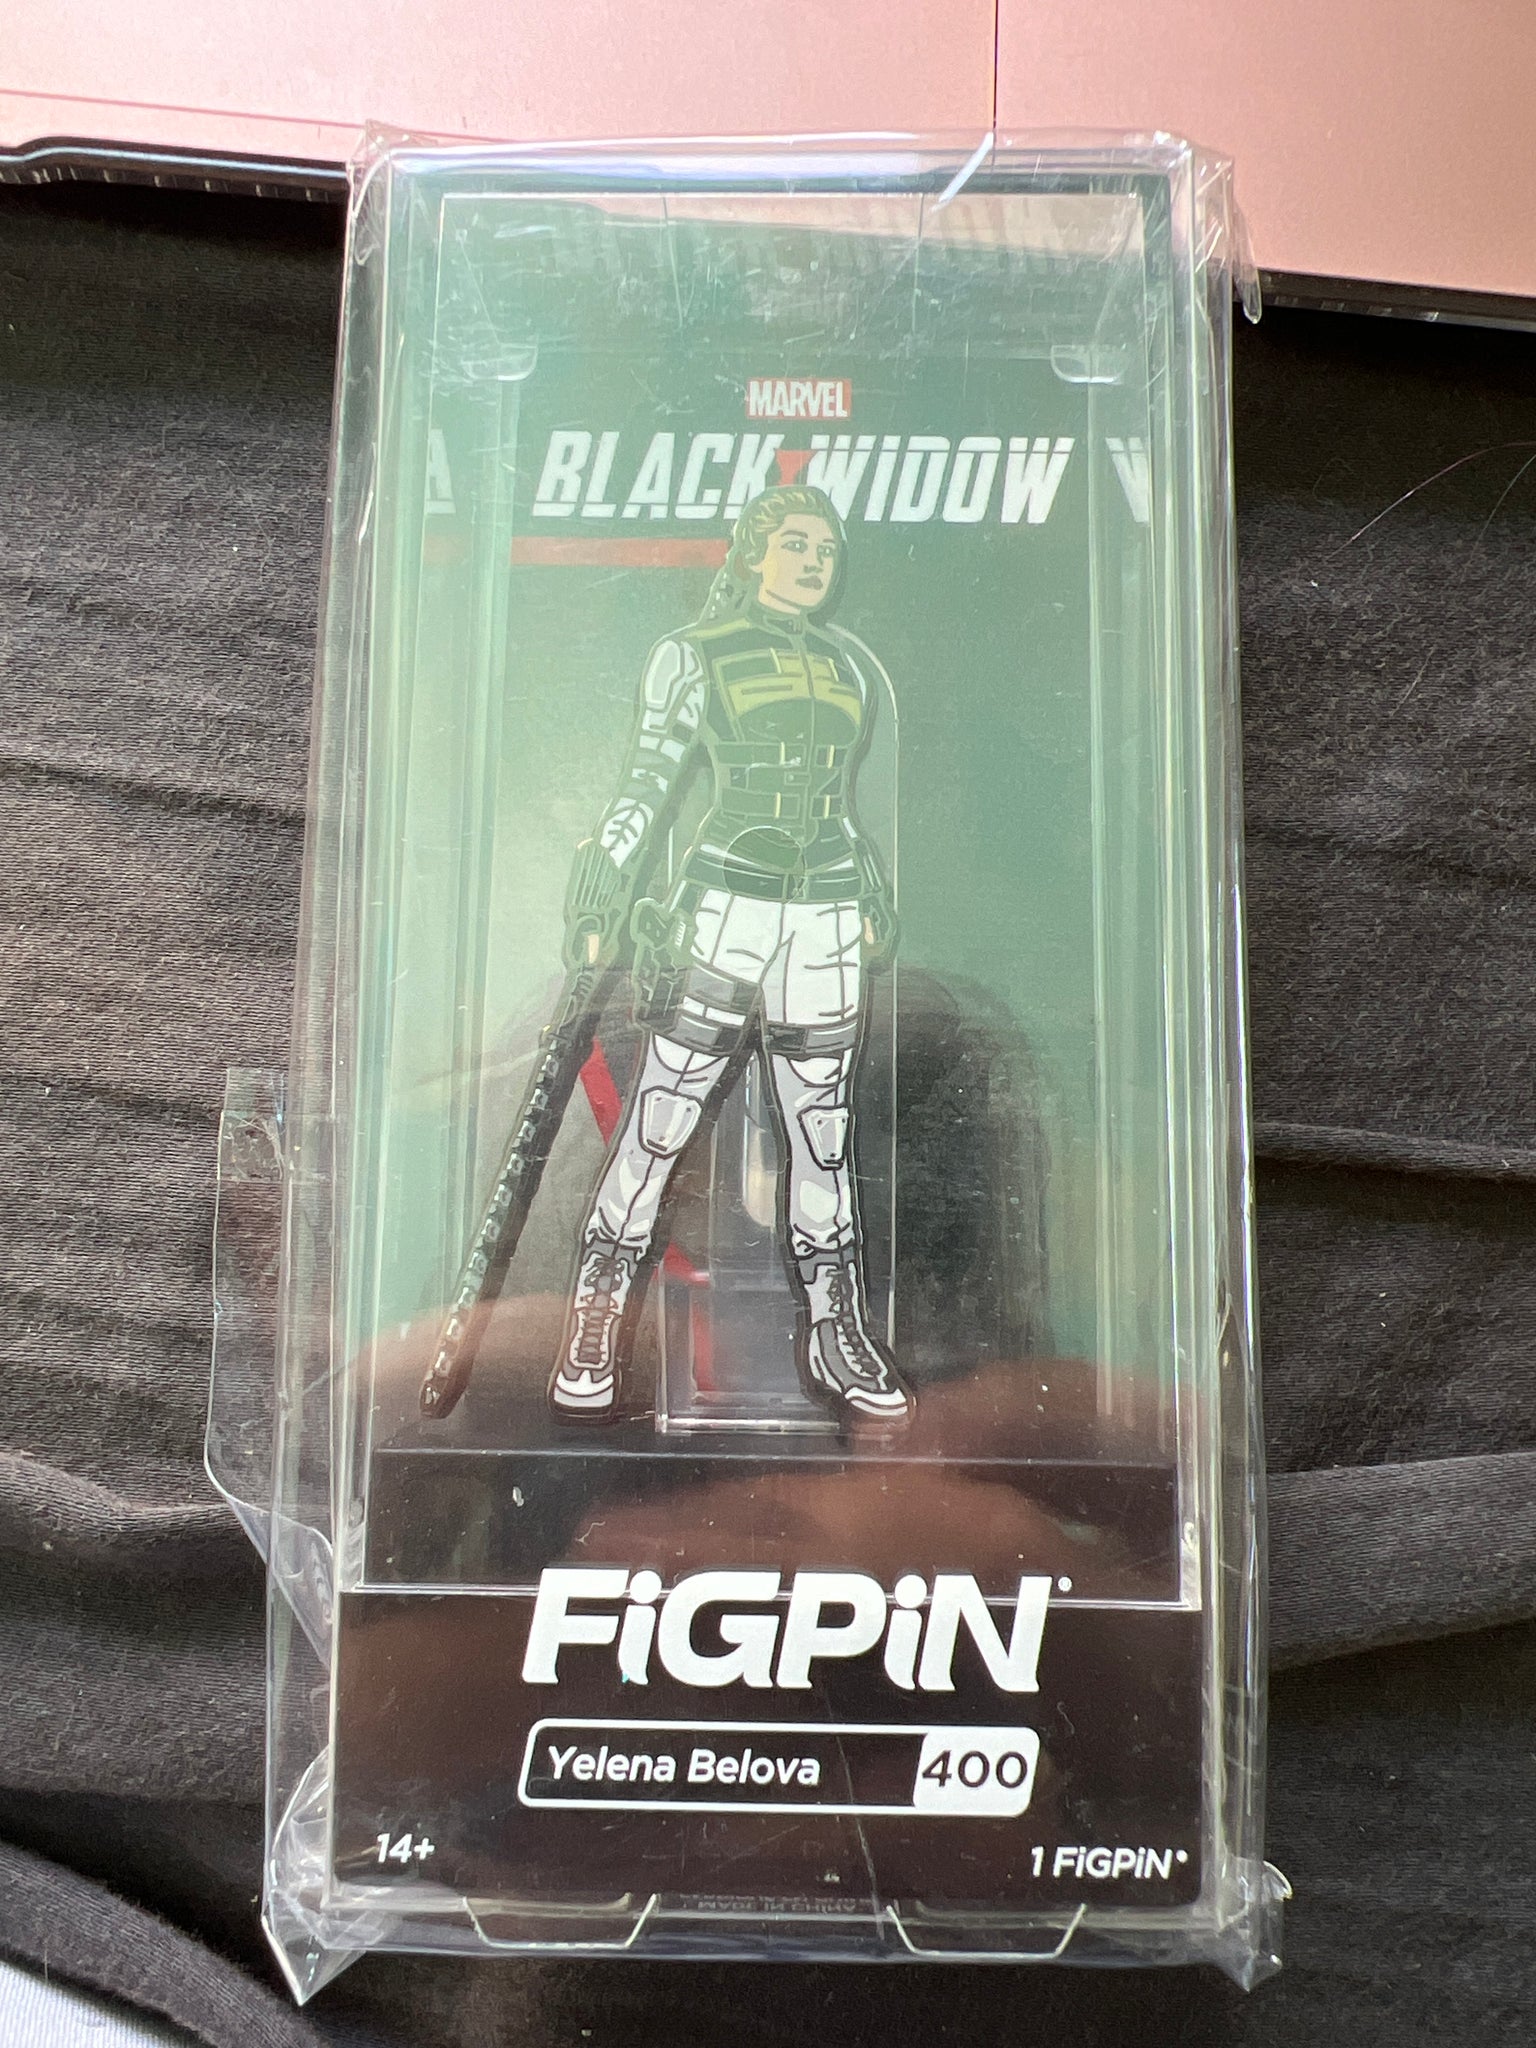 MARVEL
BLACK WIDOW
FiGPiN®
Yelena Belova 400
14+
1 FiGPiN®